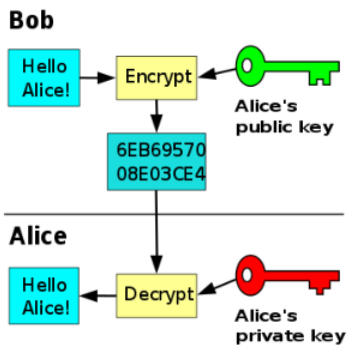 Bob
Hello
Alice!
Encrypt
Alice's
public key
6EB69570
08E03CE4
Alice
Hello
Alice!
Decrypt
Alice's
private key